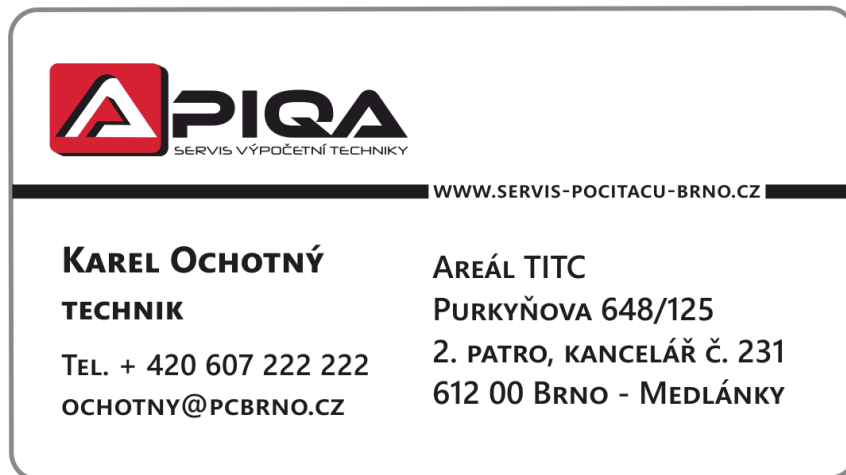 APIQA
SERVIS VÝPOČETNÍ TECHNIKY
WWW.SERVIS-POCITACU-BRNO.CZ
KAREL OCHOTNÝ
TECHNIK
TEL. + 420 607 222 222
OCHOTNY@PCBRNO.CZ
AREÁL TITC
PURKYŇOVA 648/125
2. PATRO, KANCELÁŘ Č. 231
612 00 BRNO - MEDLÁNKY